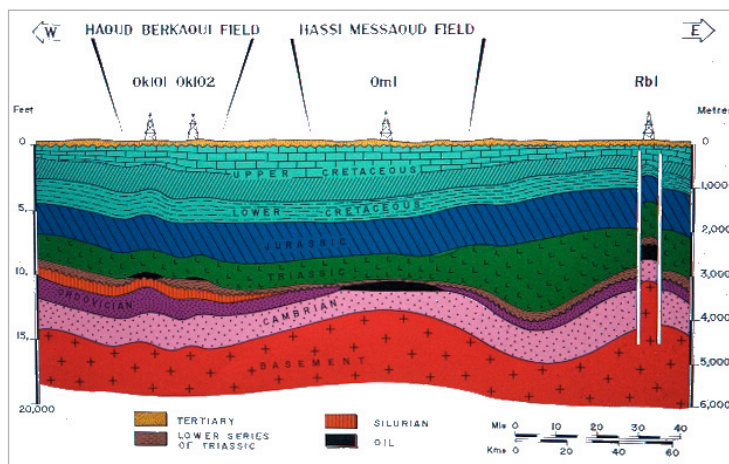 W HAOUD BERKAOUI FIELD HASSI MESSAOUD FIELD E
Ok101 Ok102 Om1 Rb1
Feet Metres
0 0
UPPER CRETACEOUS
1,000
5, LOWER CRETACEOUS
2,000
JURASSIC
TRIASSIC
10, 3,000
ORDOVICIAN
CAMBRIAN 4,000
15,
BASEMENT 5,000
20,000 6,000
TERTIARY SILURIAN Mls 0 10 20 30 40
LOWER SERIES OF TRIASSIC OIL Kms 0 20 40 60